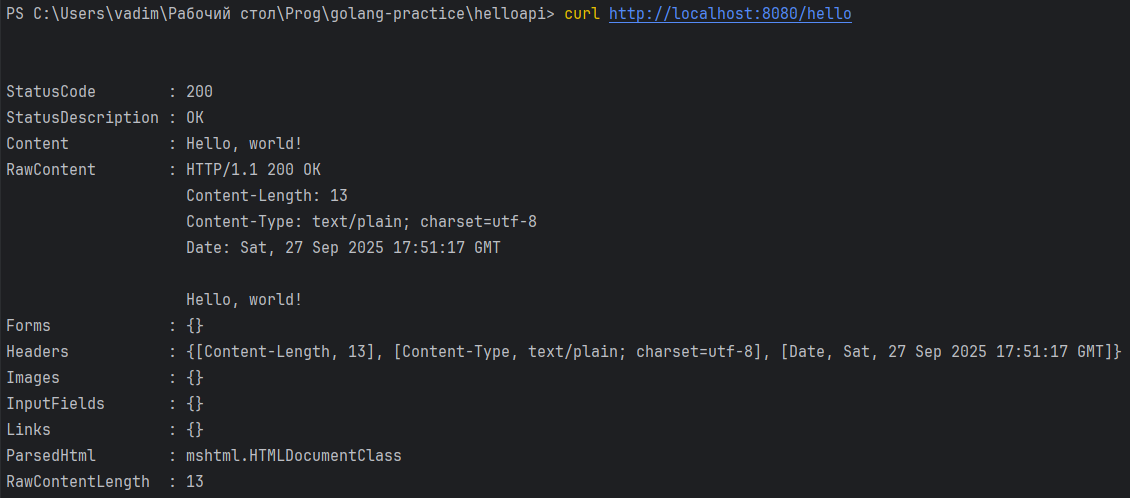 PS C:\Users\vadim\Рабочий стол\Prog\golang-practice\helloapi> curl http://localhost:8080/hello
StatusCode        : 200
StatusDescription : OK
Content           : Hello, world!
RawContent        : HTTP/1.1 200 OK
                    Content-Length: 13
                    Content-Type: text/plain; charset=utf-8
                    Date: Sat, 27 Sep 2025 17:51:17 GMT

                    Hello, world!
Forms             : {}
Headers           : {[Content-Length, 13], [Content-Type, text/plain; charset=utf-8], [Date, Sat, 27 Sep 2025 17:51:17 GMT]}
Images            : {}
InputFields       : {}
Links             : {}
ParsedHtml        : mshtml.HTMLDocumentClass
RawContentLength  : 13